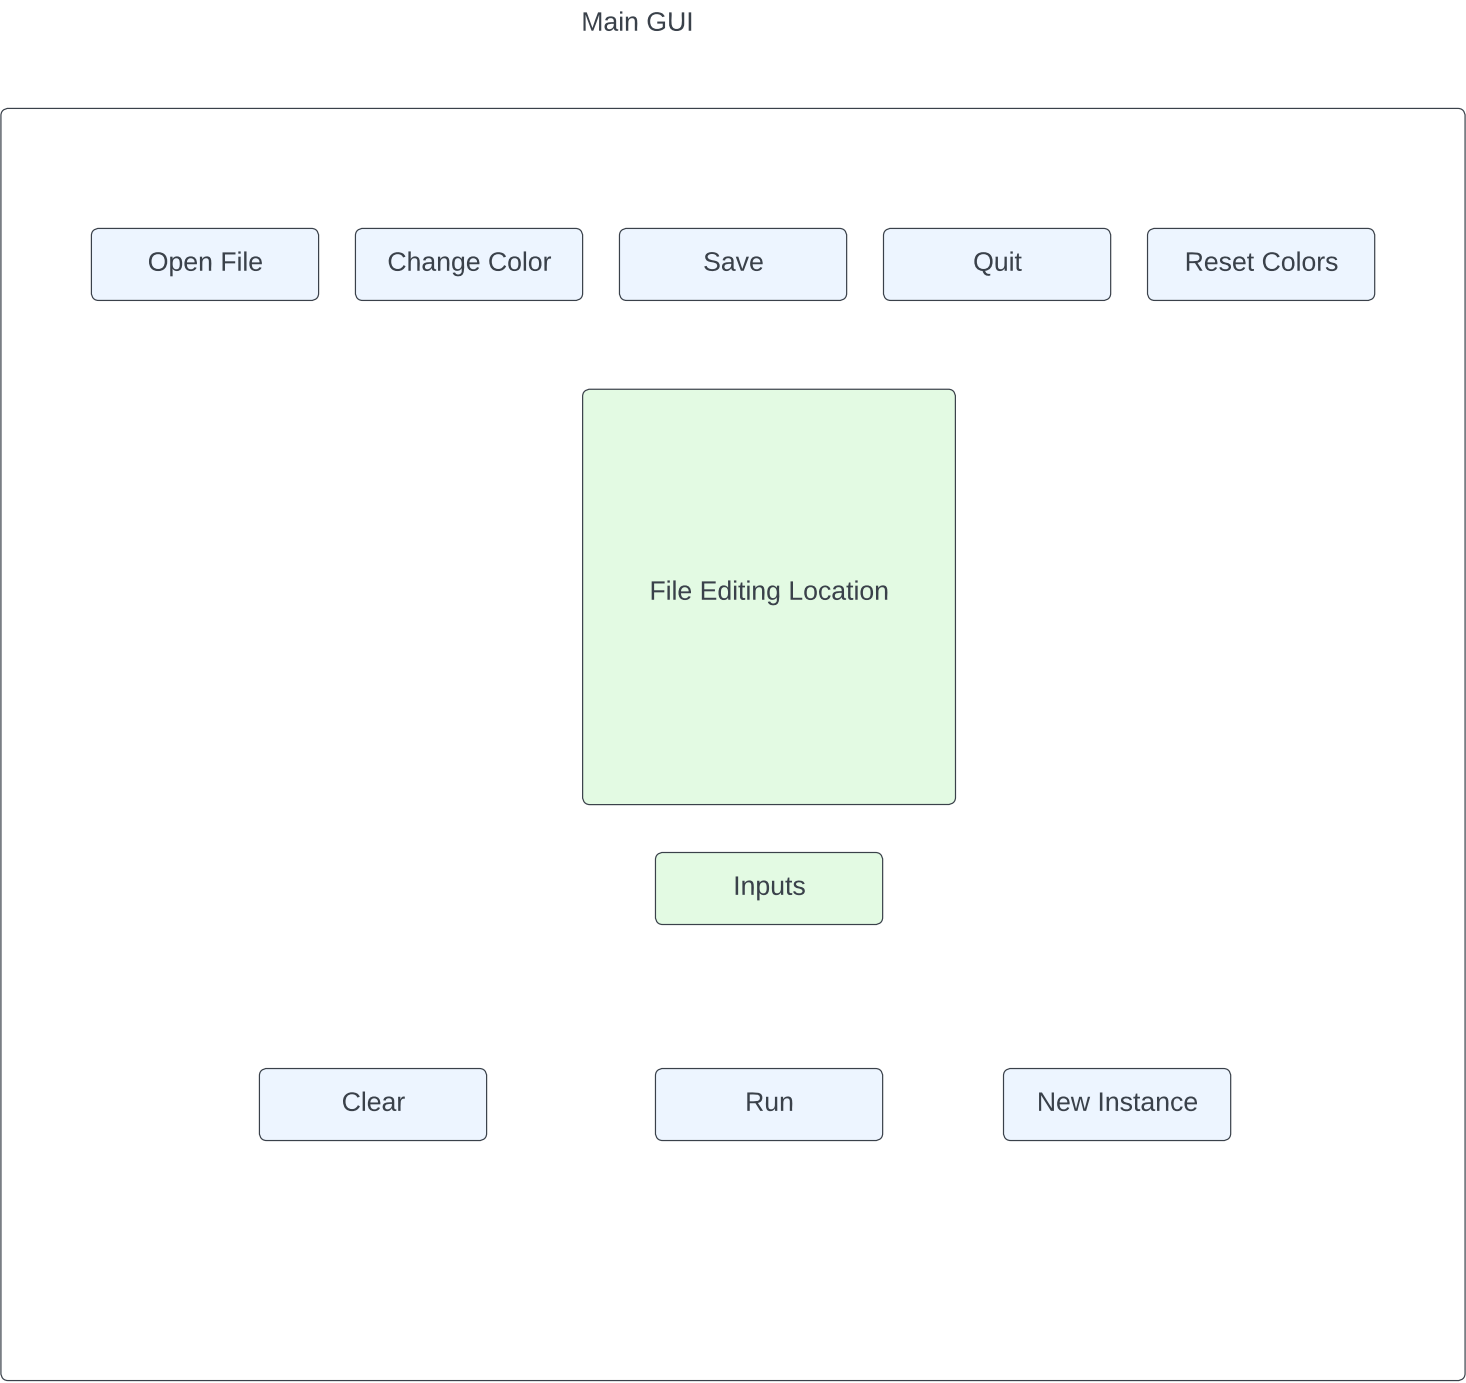 Main GUI
Open File
Change Color
Save
Quit
Reset Colors
File Editing Location
Inputs
Clear
Run
New Instance